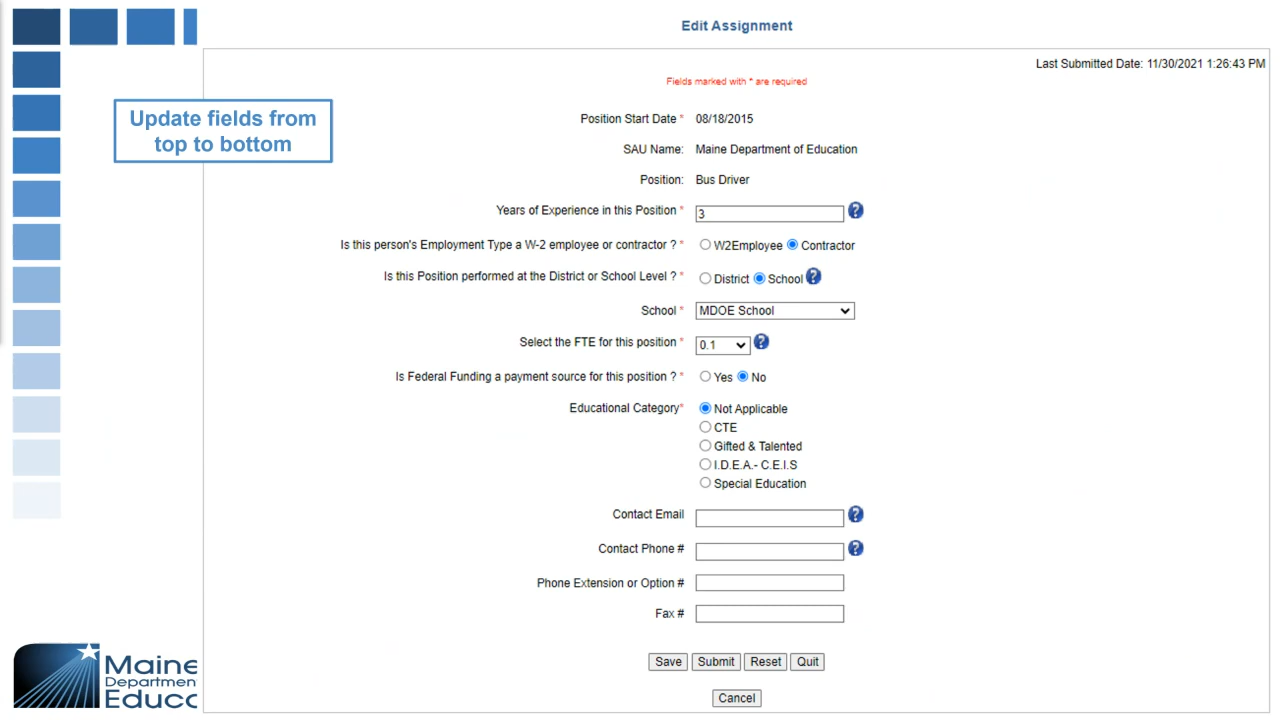 Edit Assignment
Last Submitted Date: 11/30/2021 1:26:43 PM
Fields marked with * are required
Update fields from
top to bottom
Position Start Date * 08/18/2015
SAU Name: Maine Department of Education
Position: Bus Driver
Years of Experience in this Position * 3 ?
Is this person's Employment Type a W-2 employee or contractor ? * W2Employee Contractor
Is this Position performed at the District or School Level ? * District School ?
School * MDOE School
Select the FTE for this position * 0.1 ?
Is Federal Funding a payment source for this position ? * Yes No
Educational Category* Not Applicable
CTE
Gifted & Talented
I.D.E.A.- C.E.I.S
Special Education
Contact Email ?
Contact Phone # ?
Phone Extension or Option #
Fax #
Save Submit Reset Quit
Cancel
Maine
Departmen
Educ